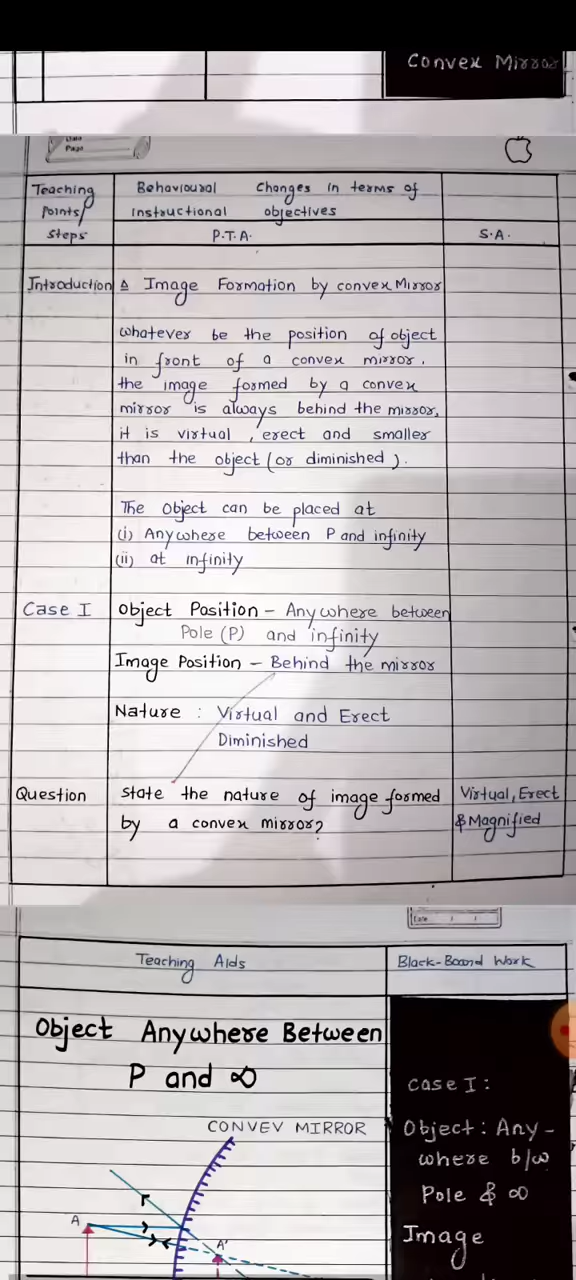 Convex Mirror
Date
Page
Teaching Points/ Steps
Behavioural Changes in terms of
Instructional objectives
P.T.A.
S.A.
Introduction
∆ Image Formation by convex Mirror
whatever be the position of object
in front of a convex mirror.
the image formed by a convex
mirror is always behind the mirror,
it is virtual, erect and smaller
than the object (or diminished).
The object can be placed at
(i) Anywhere between P and infinity
(ii) at infinity
Case I
Object Position - Anywhere between
Pole (P) and infinity
Image Position - Behind the mirror
Nature : Virtual and Erect
Diminished
Question
state the nature of image formed
by a convex mirror?
Virtual, Erect
& Magnified
Date
Teaching Aids
Black-Board Work
Object Anywhere Between
P and ∞
CONVEV MIRROR
A
A'
case I:
Object: Any-
where b/w
Pole & ∞
Image